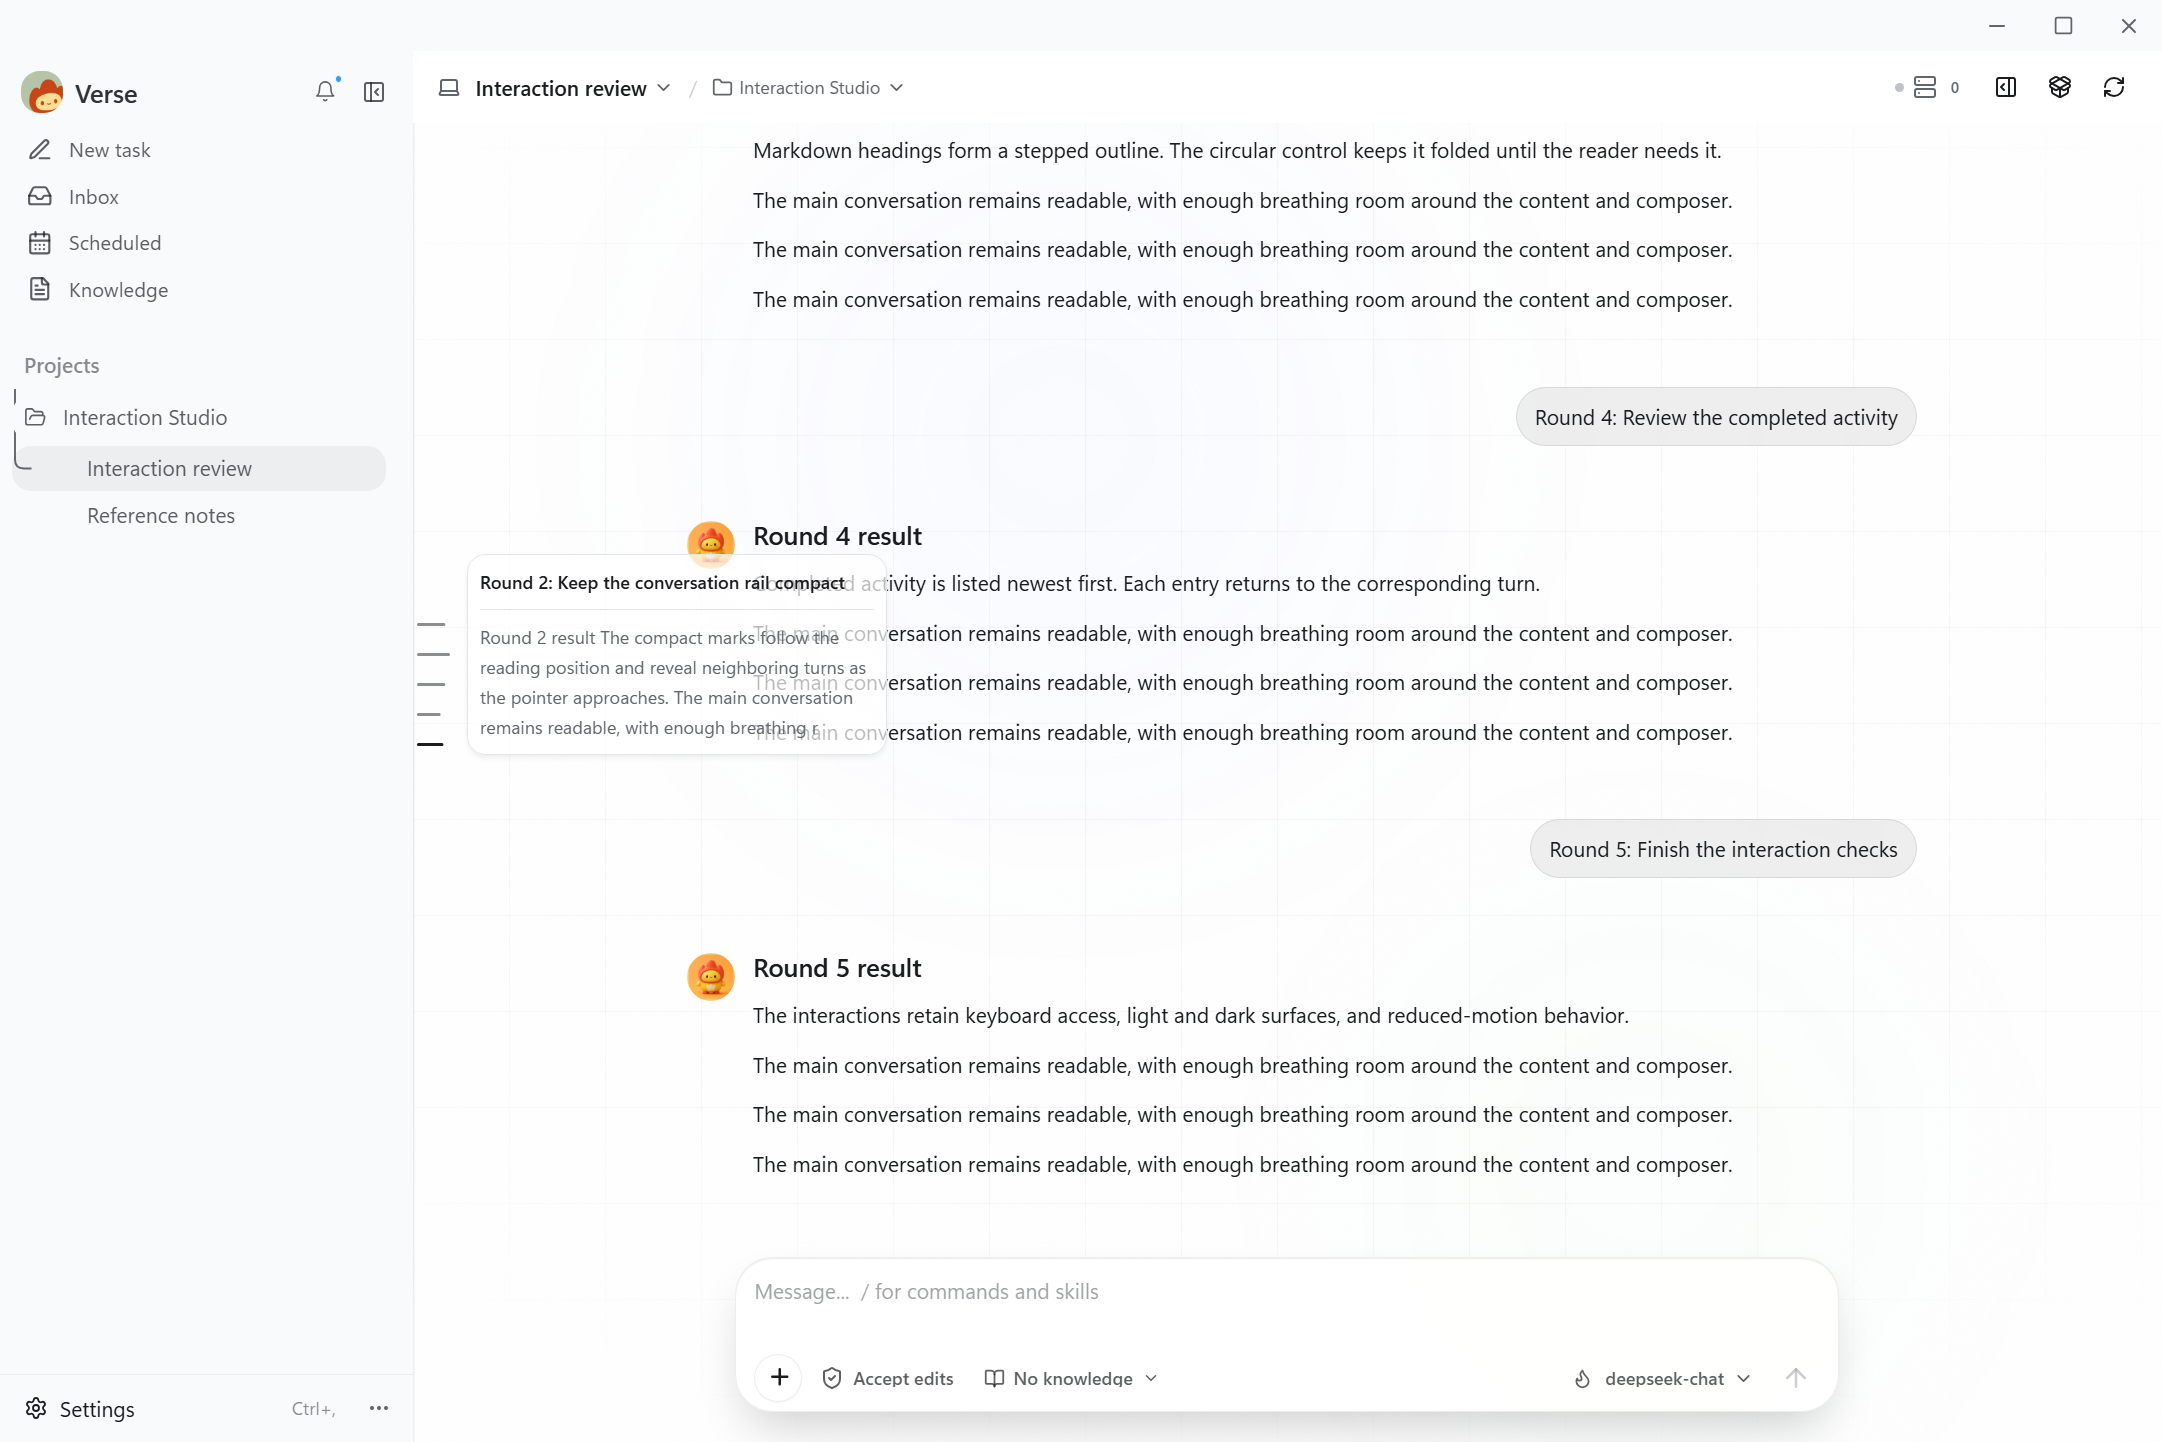 Verse
New task
Inbox
Scheduled
Knowledge
Projects
Interaction Studio
Interaction review
Reference notes
Settings
Ctrl+,
Interaction review / Interaction Studio
0
Markdown headings form a stepped outline. The circular control keeps it folded until the reader needs it.
The main conversation remains readable, with enough breathing room around the content and composer.
The main conversation remains readable, with enough breathing room around the content and composer.
The main conversation remains readable, with enough breathing room around the content and composer.
Round 4: Review the completed activity
Round 4 result
Completed activity is listed newest first. Each entry returns to the corresponding turn.
The main conversation remains readable, with enough breathing room around the content and composer.
The main conversation remains readable, with enough breathing room around the content and composer.
The main conversation remains readable, with enough breathing room around the content and composer.
Round 2: Keep the conversation rail compact
Round 2 result The compact marks follow the
reading position and reveal neighboring turns as
the pointer approaches. The main conversation
remains readable, with enough breathing r
Round 5: Finish the interaction checks
Round 5 result
The interactions retain keyboard access, light and dark surfaces, and reduced-motion behavior.
The main conversation remains readable, with enough breathing room around the content and composer.
The main conversation remains readable, with enough breathing room around the content and composer.
The main conversation remains readable, with enough breathing room around the content and composer.
Message... / for commands and skills
Accept edits
No knowledge
deepseek-chat